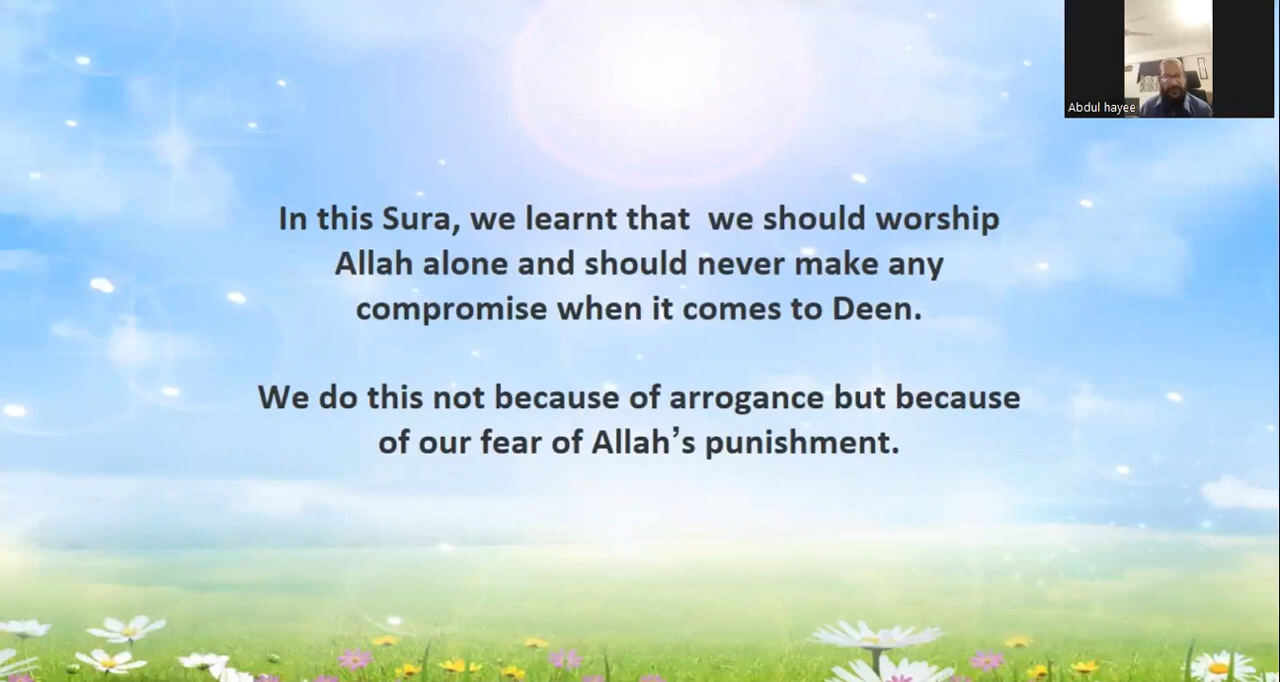 Abdul hayee
In this Sura, we learnt that we should worship
Allah alone and should never make any
compromise when it comes to Deen.
We do this not because of arrogance but because
of our fear of Allah’s punishment.